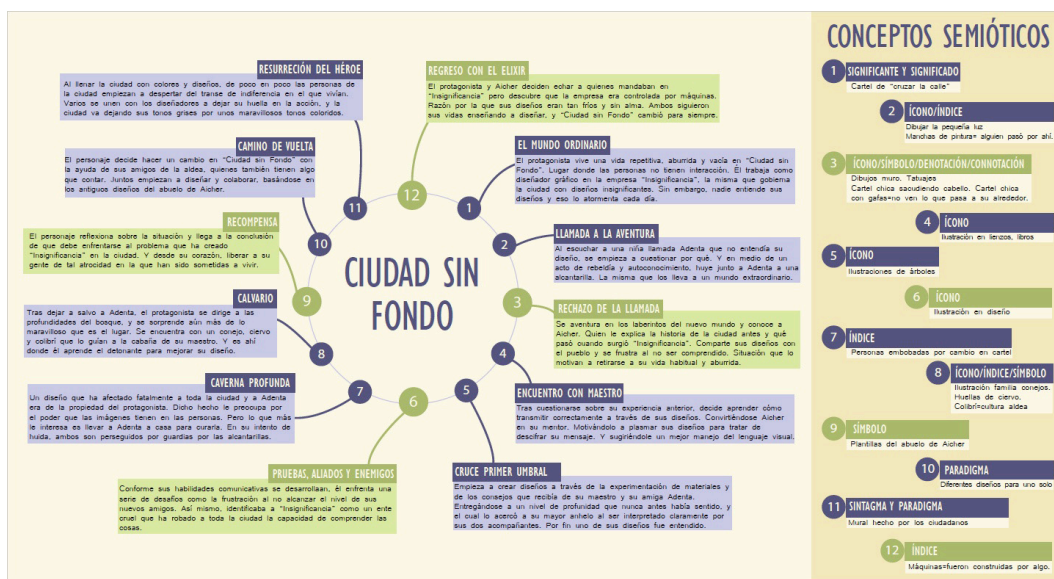 CIUDAD SIN
FONDO
1
EL MUNDO ORDINARIO
El protagonista vive una vida repetitiva, aburrida y vacía en "Ciudad sin
Fondo". Lugar donde las personas no tienen interacción. Él trabaja como
diseñador gráfico en la empresa "Insignificancia", la misma que gobierna
la ciudad con diseños insignificantes. Sin embargo, nadie entiende sus
diseños y eso lo atormenta cada día.
2
LLAMADA A LA AVENTURA
Al escuchar a una niña llamada Adenta que no entendía su
diseño, se empieza a cuestionar por qué. Y en medio de un
acto de rebeldía y autoconocimiento, huye junto a Adenta a una
alcantarilla. La misma que los lleva a un mundo extraordinario.
3
RECHAZO DE LA LLAMADA
Se aventura en los laberintos del nuevo mundo y conoce a
Aicher. Quien le explica la historia de la ciudad antes y qué
pasó cuando surgió "Insignificancia". Comparte sus diseños con
el pueblo y se frustra al no ser comprendido. Situación que lo
motivan a retirarse a su vida habitual y aburrida.
4
ENCUENTRO CON MAESTRO
Tras cuestionarse sobre su experiencia anterior, decide aprender cómo
transmitir correctamente a través de sus diseños. Convirtiéndose Aicher
en su mentor. Motivándolo a plasmar sus diseños para tratar de
descifrar su mensaje. Y sugiriéndole un mejor manejo del lenguaje visual.
5
CRUCE PRIMER UMBRAL
Empieza a crear diseños a través de la experimentación de materiales y
de los consejos que recibía de su maestro y su amiga Adenta.
Entregándose a un nivel de profundidad que nunca antes había sentido, y
el cual lo acercó a su mayor anhelo al ser interpretado claramente por
sus dos acompañantes. Por fin uno de sus diseños fue entendido.
6
PRUEBAS, ALIADOS Y ENEMIGOS
Conforme sus habilidades comunicativas se desarrollaan, él enfrenta una
serie de desafíos como la frustración al no alcanzar el nivel de sus
nuevos amigos. Así mismo, identificaba a "Insignificancia" como un ente
cruel que ha robado a toda la ciudad la capacidad de comprender las
cosas.
7
CAVERNA PROFUNDA
Un diseño que ha afectado fatalmente a toda la ciudad y a Adenta
era de la propiedad del protagonista. Dicho hecho le preocupa por
el poder que las imágenes tienen en las personas. Pero lo que más
le interesa es llevar a Adenta a casa para curarla. En su intento de
huida, ambos son perseguidos por guardias por las alcantarillas.
8
CALVARIO
Tras dejar a salvo a Adenta, el protagonista se dirige a las
profundidades del bosque, y se sorprende aún más de lo
maravilloso que es el lugar. Se encuentra con un conejo, ciervo
y colibrí que lo guían a la cabaña de su maestro. Y es ahí
donde él aprende el detonante para mejorar su diseño.
9
RECOMPENSA
El personaje reflexiona sobre la situación y llega a la conclusión
de que debe enfrentarse al problema que ha creado
"Insignificancia" en la ciudad. Y desde su corazón, liberar a su
gente de tal atrocidad en la que han sido sometidas a vivir.
10
CAMINO DE VUELTA
El personaje decide hacer un cambio en "Ciudad sin Fondo" con
la ayuda de sus amigos de la aldea, quienes también tienen algo
que contar. Juntos empiezan a diseñar y colaborar, basándose en
los antiguos diseños del abuelo de Aicher.
11
RESURRECIÓN DEL HÉROE
Al llenar la ciudad con colores y diseños, de poco en poco las personas de
la ciudad empiezan a despertar del transe de indiferencia en el que vivían.
Varios se unen con los diseñadores a dejar su huella en la acción, y la
ciudad va dejando sus tonos grises por unos maravillosos tonos coloridos.
12
REGRESO CON EL ELIXIR
El protagonista y Aicher deciden echar a quienes mandaban en
"Insignificancia" pero descubre que la empresa era controlada por máquinas.
Razón por la que sus diseños eran tan fríos y sin alma. Ambos siguieron
sus vidas enseñando a diseñar, y "Ciudad sin Fondo" cambió para siempre.
CONCEPTOS SEMIÓTICOS
1 SIGNIFICANTE Y SIGNIFICADO
Cartel de "cruzar la calle"
2 ÍCONO/ÍNDICE
Dibujar la pequeña luz
Manchas de pintura= alguien pasó por ahí.
3 ÍCONO/SÍMBOLO/DENOTACIÓN/CONNOTACIÓN
Dibujos muro. Tatuajes
Cartel chica saoudiendo cabello. Cartel chica
con gafas=no ven lo que pasa a su alrededor.
4 ÍCONO
Ilustración en lienzos, libros
5 ÍCONO
Ilustraciones de árboles
6 ÍCONO
Ilustración en diseño
7 ÍNDICE
Personas embobadas por cambio en cartel
8 ÍCONO/ÍNDICE/SÍMBOLO
Ilustración familia conejos.
Huellas de ciervo.
Colibrí=cultura aldea
9 SÍMBOLO
Plantillas del abuelo de Aicher
10 PARADIGMA
Diferentes diseños para uno solo
11 SINTAGMA Y PARADIGMA
Mural hecho por los ciudadanos
12 ÍNDICE
Máquinas=fueron construidas por algo.